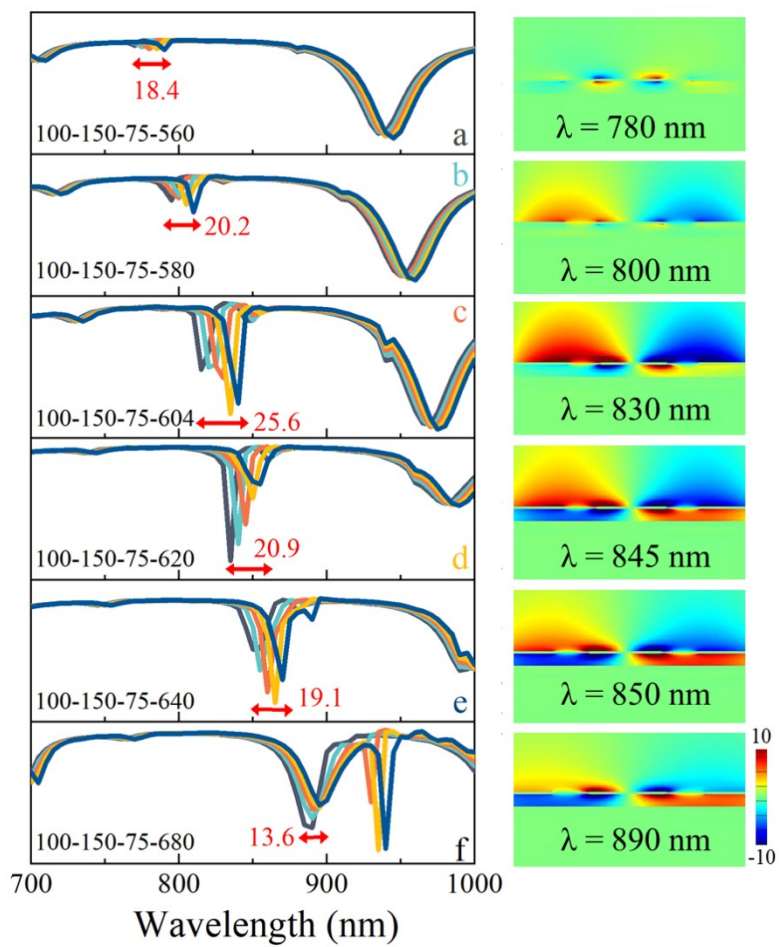 18.4
100-150-75-560
a
λ = 780 nm
b
20.2
100-150-75-580
λ = 800 nm
c
100-150-75-604
25.6
λ = 830 nm
20.9
100-150-75-620
d
λ = 845 nm
100-150-75-640
19.1
e
λ = 850 nm
100-150-75-680
13.6
f
λ = 890 nm
10
-10
700 800 900 1000
Wavelength (nm)